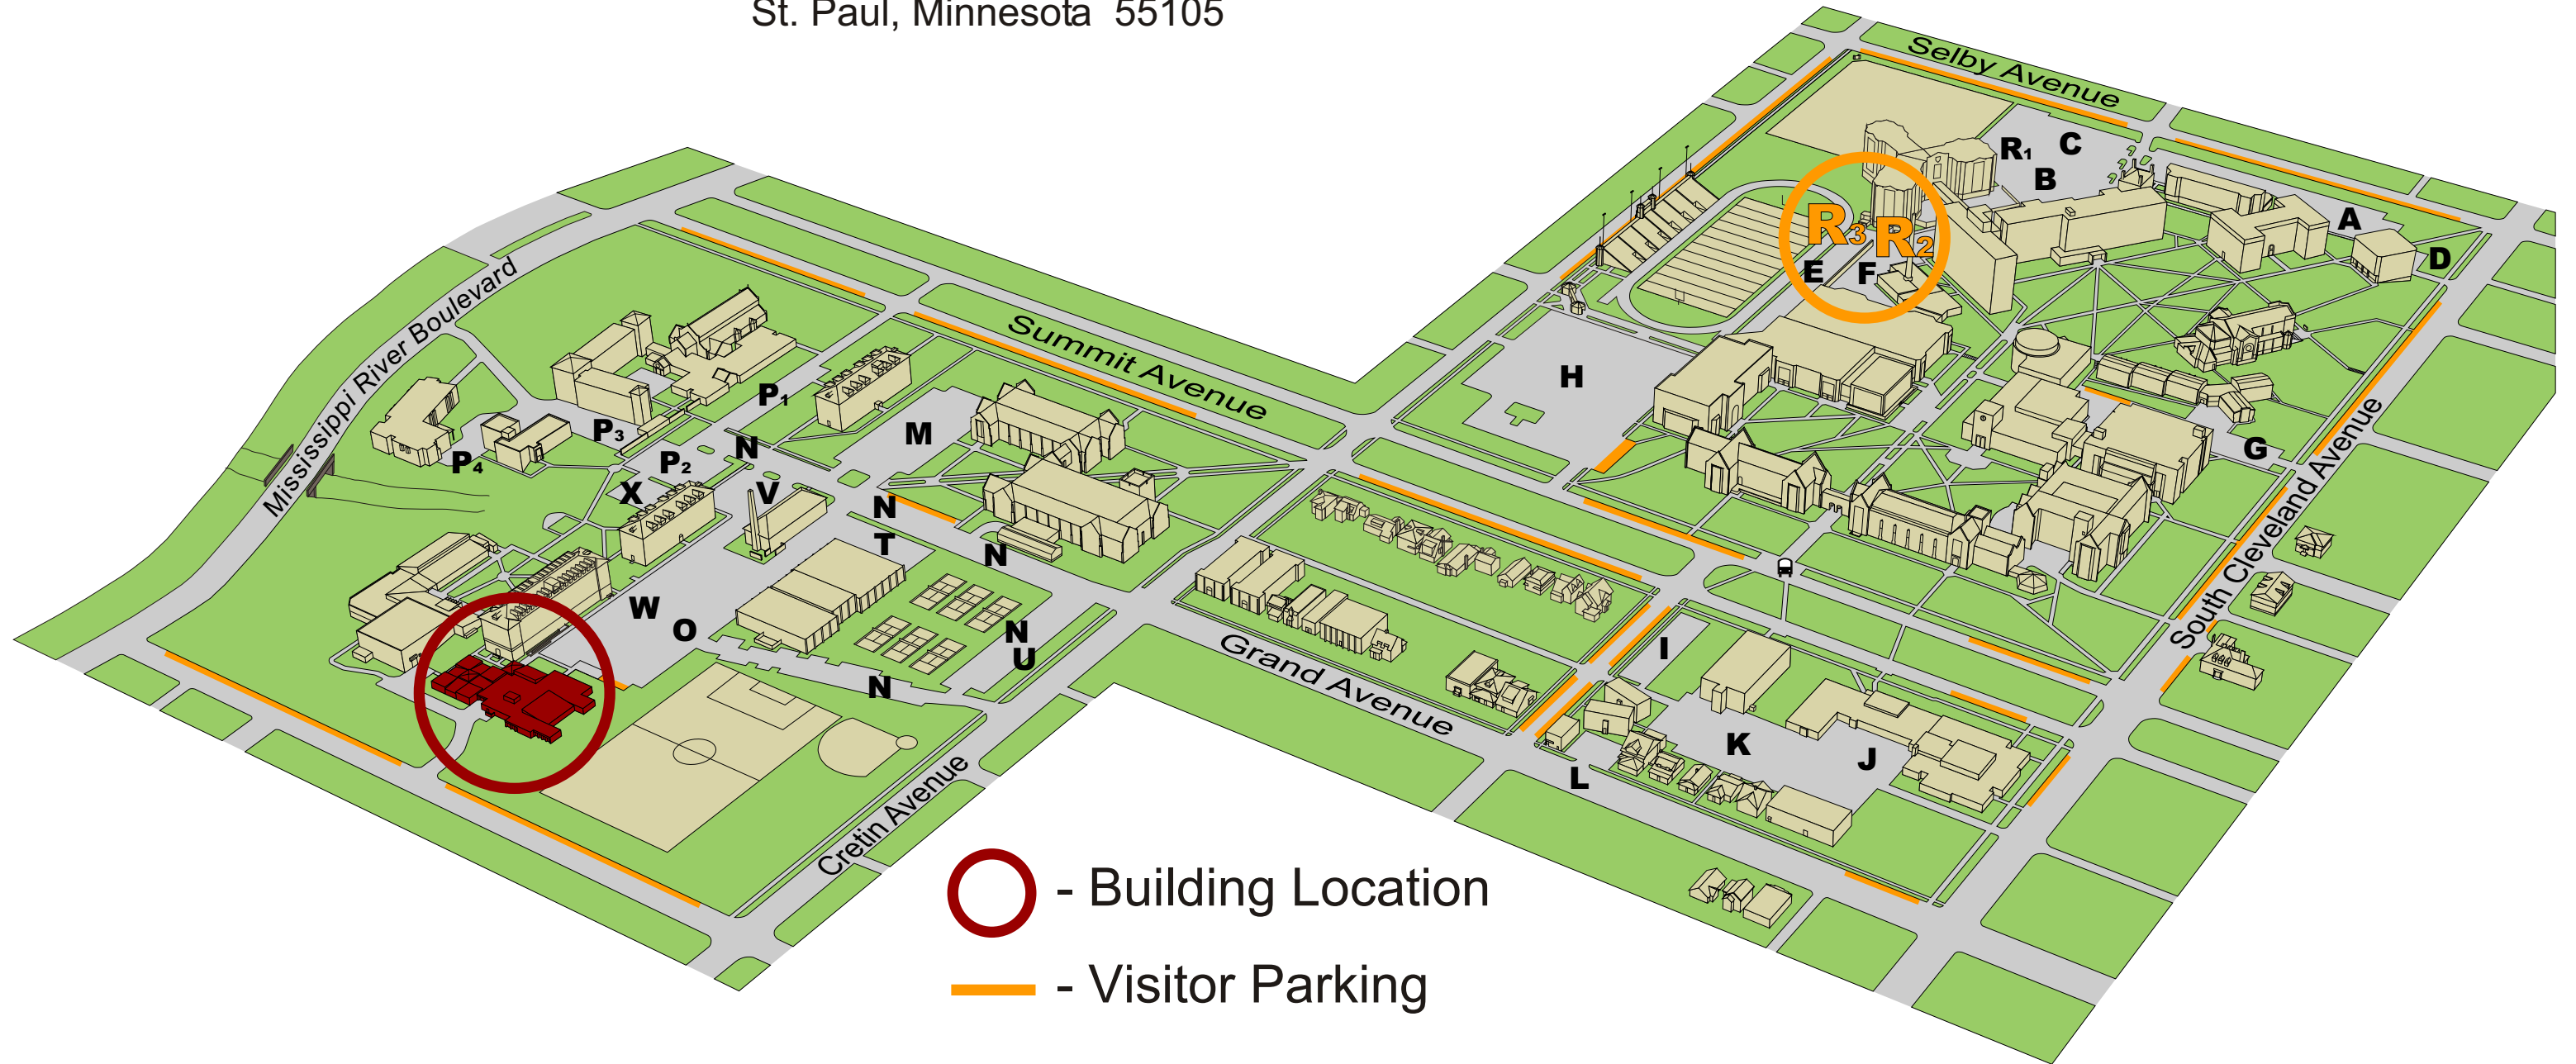 St. Paul, Minnesota 55105
Selby Avenue
R1
C
B
A
D
R3
R2
E
F
Mississippi River Boulevard
Summit Avenue
H
P1
M
P3
N
P4
P2
G
X
V
N
South Cleveland Avenue
T
N
W
O
N
U
I
Grand Avenue
N
K
J
L
Cretin Avenue
- Building Location
- Visitor Parking